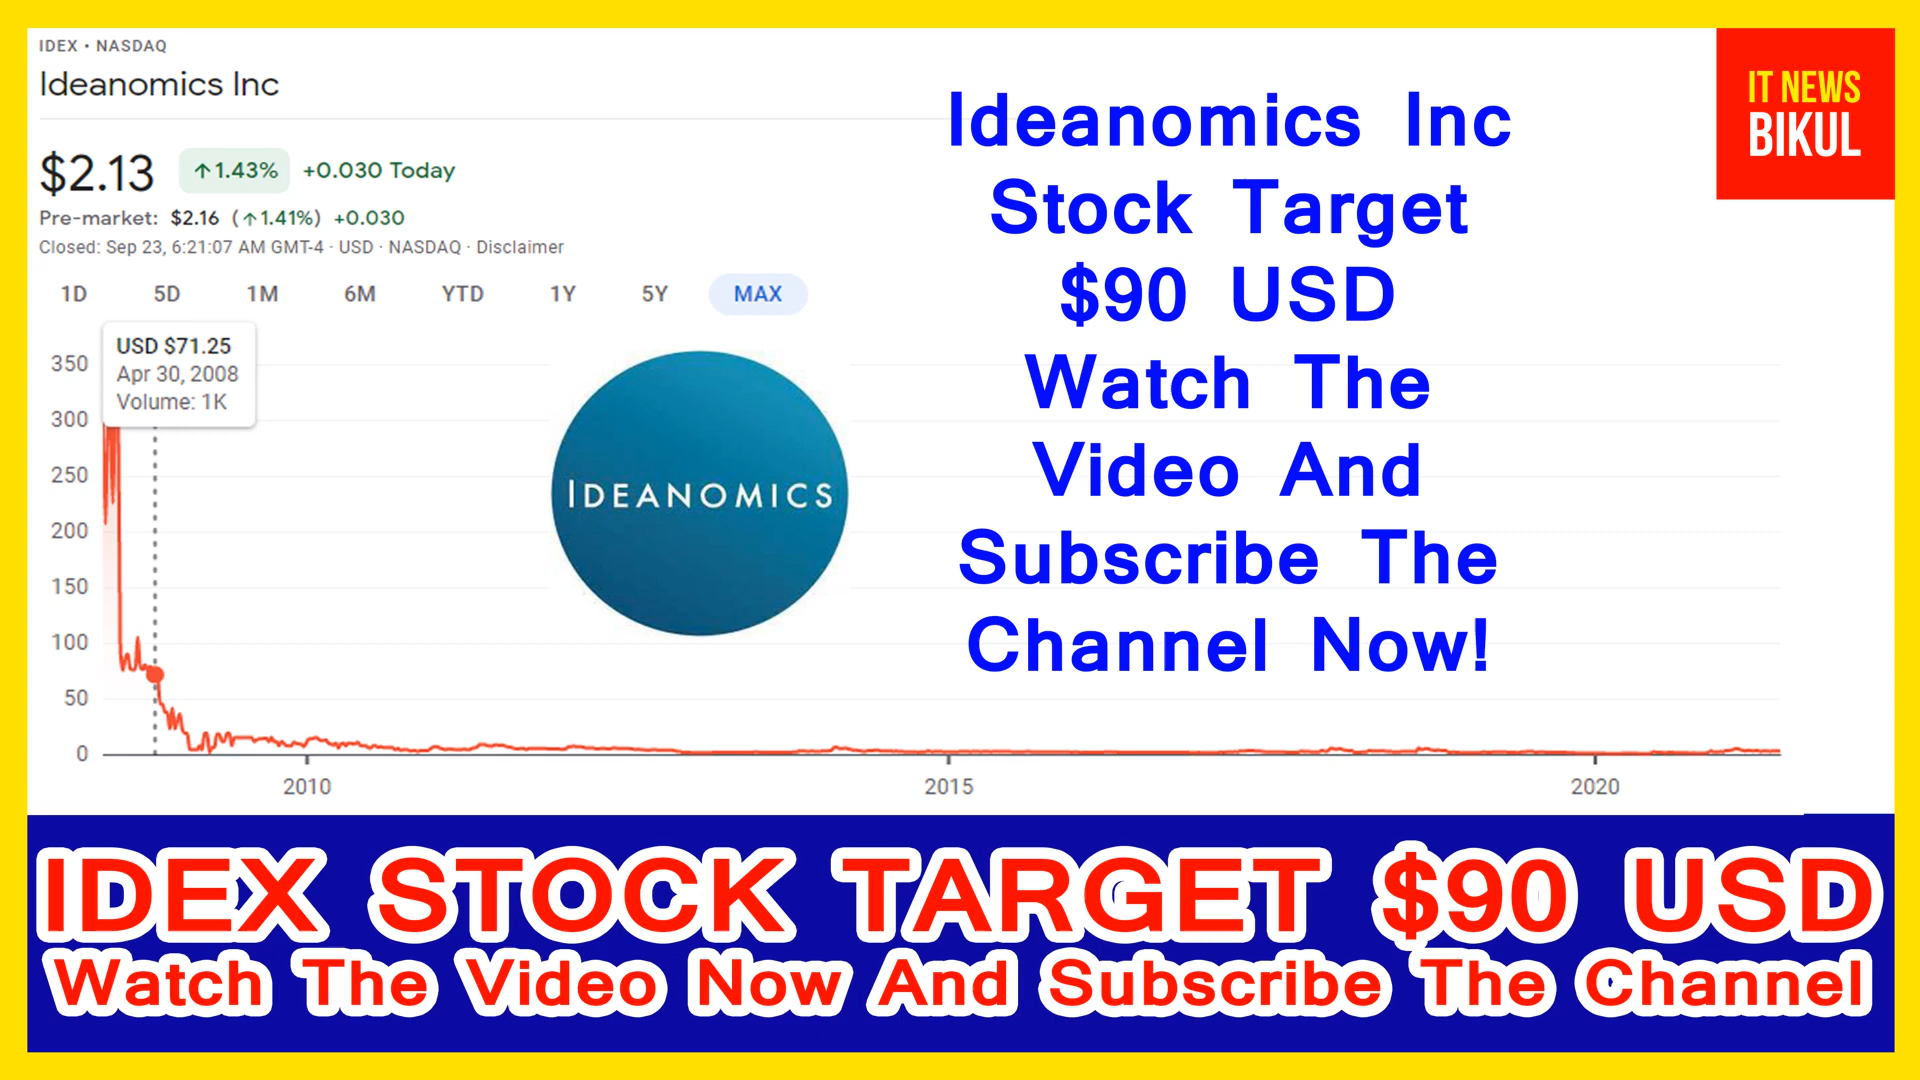 IDEX • NASDAQ
Ideanomics Inc
$2.13 ↑1.43% +0.030 Today
Pre-market: $2.16 (↑1.41%) +0.030
Closed: Sep 23, 6:21:07 AM GMT-4 · USD · NASDAQ · Disclaimer
1D 5D 1M 6M YTD 1Y 5Y MAX
USD $71.25
Apr 30, 2008
Volume: 1K
350
300
250
200
150
100
50
0
2010 2015 2020
IDEANOMICS
Ideanomics Inc
Stock Target
$90 USD
Watch The
Video And
Subscribe The
Channel Now!
IT NEWS
BIKUL
IDEX STOCK TARGET $90 USD
Watch The Video Now And Subscribe The Channel